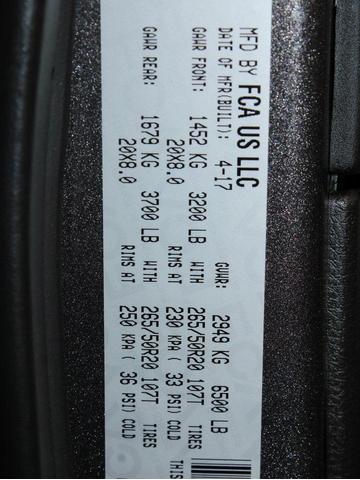 MFD BY FCA US LLC
DATE OF MFR(BUILT): 4-17 GVWR: 2949 KG 6500 LB
GAWR FRONT: 1452 KG 3200 LB WITH 265/50R20 107T TIRES
20X8.0 RIMS AT 230 KPA ( 33 PSI) COLD
GAWR REAR: 1679 KG 3700 LB WITH 265/50R20 107T TIRES
20X8.0 RIMS AT 250 KPA ( 36 PSI) COLD
THIS